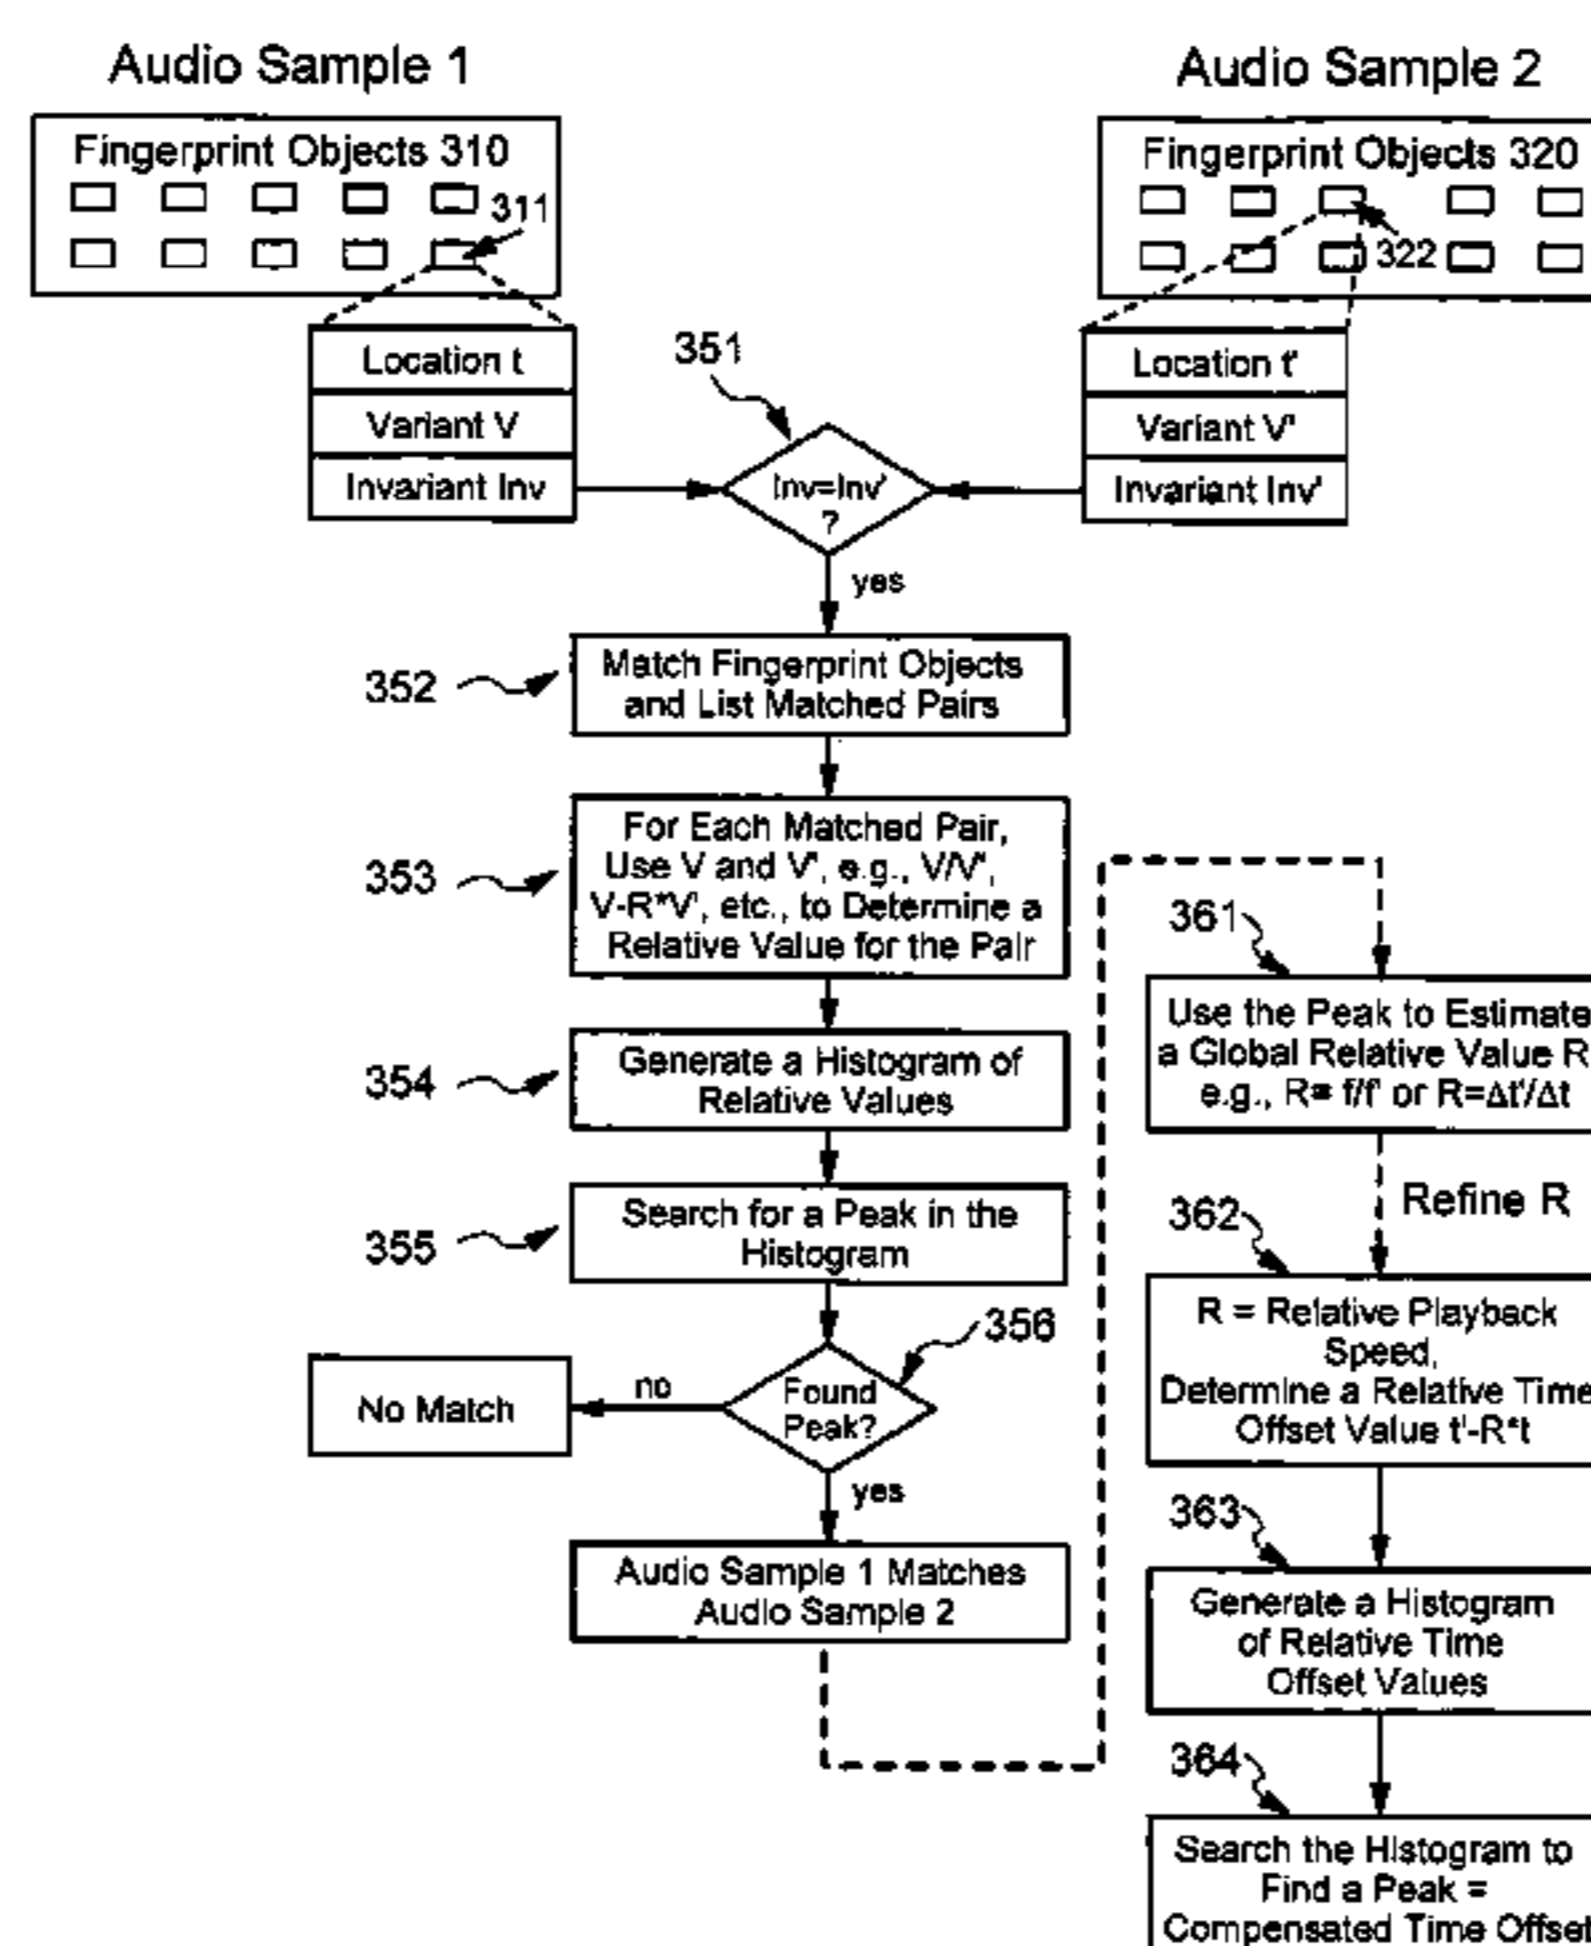 Audio Sample 1
Audio Sample 2
Fingerprint Objects 310
311
Fingerprint Objects 320
322
Location t
Variant V
Invariant Inv
Location t'
Variant V'
Invariant Inv'
351
Inv=Inv'
?
yes
352
Match Fingerprint Objects
and List Matched Pairs
353
For Each Matched Pair,
Use V and V', e.g., V/V',
V-R*V', etc., to Determine a
Relative Value for the Pair
354
Generate a Histogram of
Relative Values
355
Search for a Peak in the
Histogram
356
Found
Peak?
no
No Match
yes
Audio Sample 1 Matches
Audio Sample 2
361
Use the Peak to Estimate
a Global Relative Value R
e.g., R= f/f' or R=Δt'/Δt
Refine R
362
R = Relative Playback
Speed,
Determine a Relative Time
Offset Value t'-R*t
363
Generate a Histogram
of Relative Time
Offset Values
364
Search the Histogram to
Find a Peak =
Compensated Time Offset